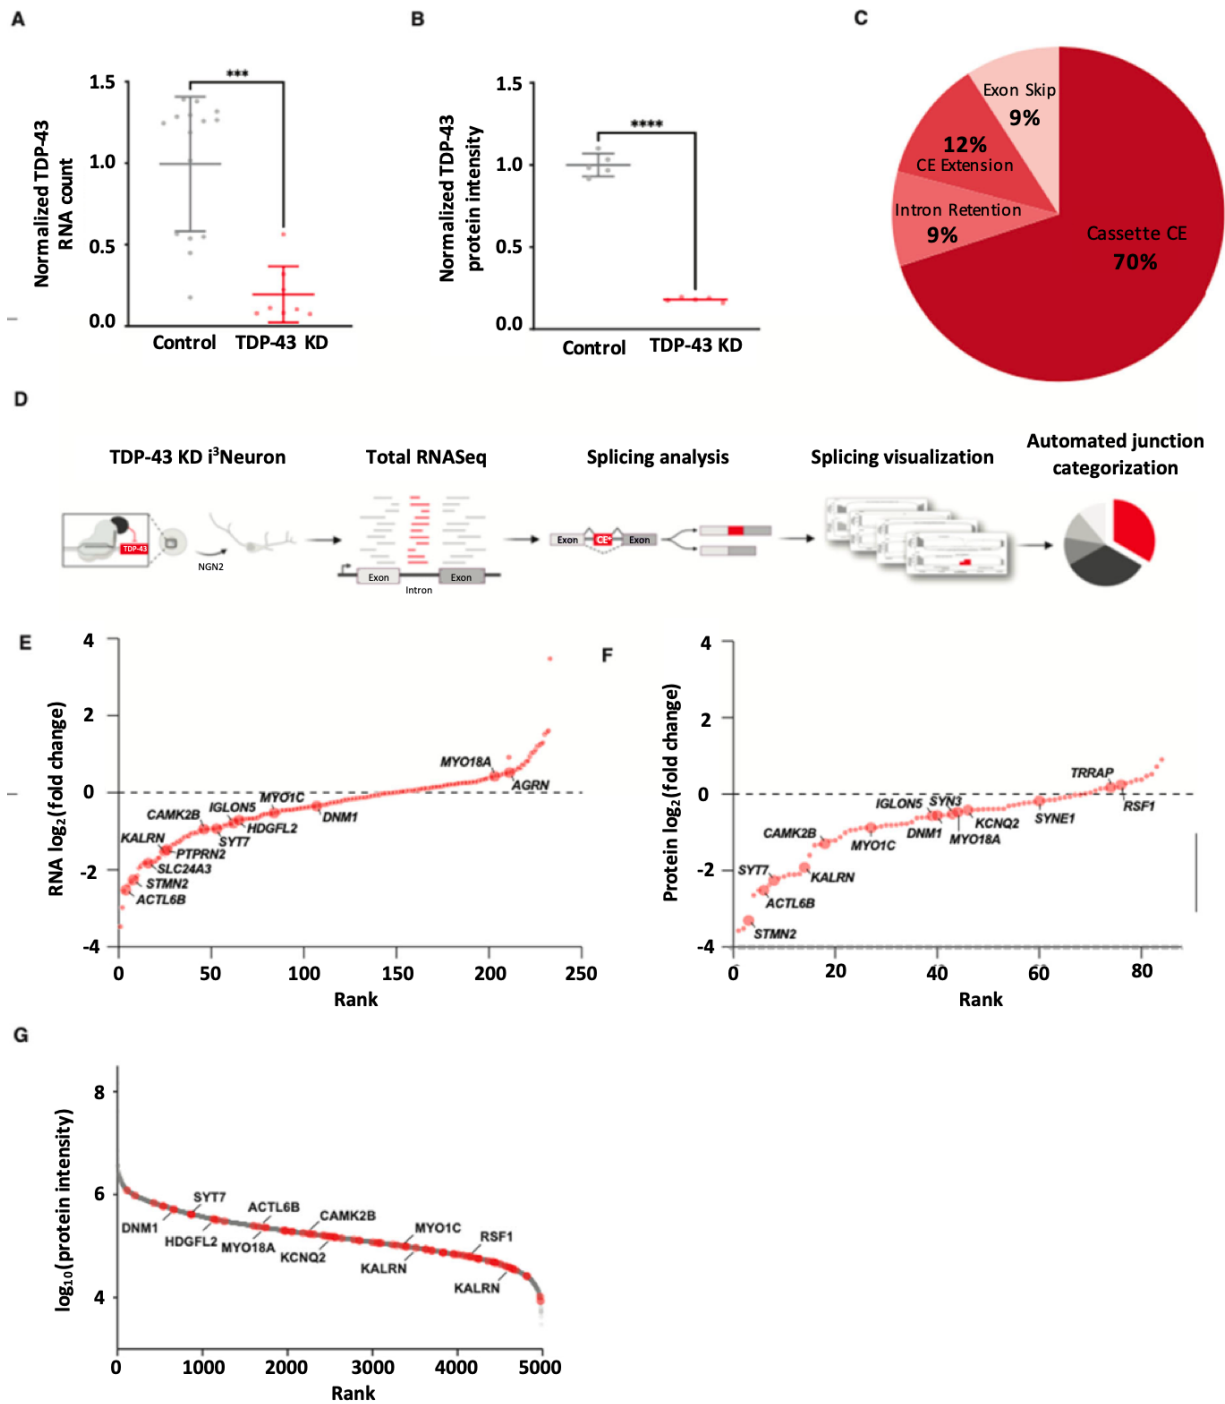 A
Normalized TDP-43
RNA count
1.5
1.0
0.5
0.0
***
Control
TDP-43 KD
B
Normalized TDP-43
protein intensity
1.5
1.0
0.5
0.0
****
Control
TDP-43 KD
C
Exon Skip
9%
12%
CE Extension
Intron Retention
9%
Cassette CE
70%
D
TDP-43 KD i³Neuron
Total RNASeq
Splicing analysis
Splicing visualization
Automated junction
categorization
TDP-43
NGN2
Exon
Intron
Exon
Exon
CE
Exon
E
RNA log₂(fold change)
4
2
0
-2
-4
MYO18A
AGRN
MYO1C
IGLON5
CAMK2B
DNM1
HDGFL2
KALRN
SYT7
PTPRN2
SLC24A3
STMN2
ACTL6B
0
50
100
150
200
250
Rank
F
Protein log₂(fold change)
4
2
0
-2
-4
TRRAP
RSF1
IGLON5
SYN3
KCNQ2
SYNE1
CAMK2B
DNM1
MYO18A
MYO1C
SYT7
KALRN
ACTL6B
STMN2
0
20
40
60
80
Rank
G
log₁₀(protein intensity)
8
6
4
SYT7
DNM1
ACTL6B
CAMK2B
HDGFL2
MYO18A
KCNQ2
MYO1C
RSF1
KALRN
KALRN
0
1000
2000
3000
4000
5000
Rank